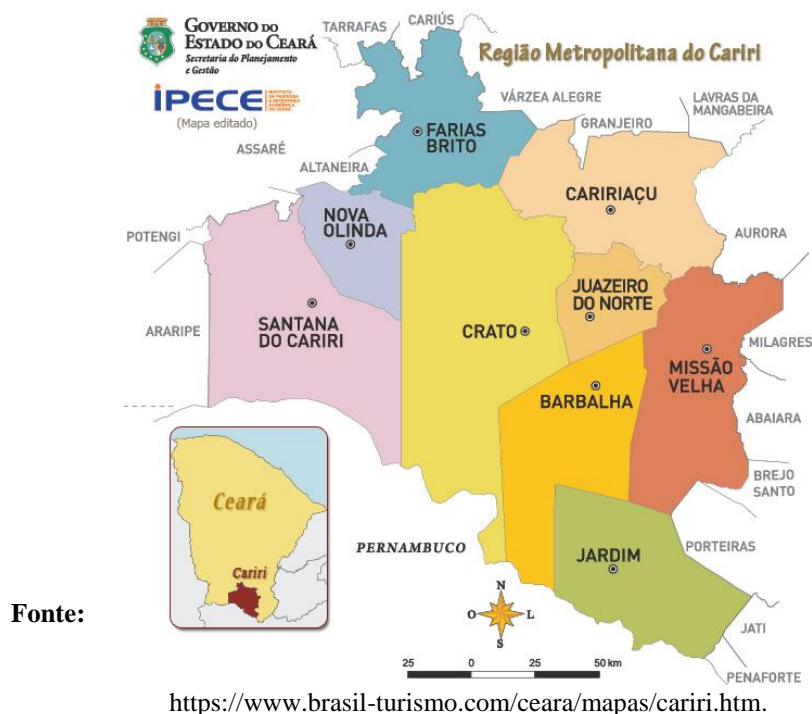 GOVERNO DO
ESTADO DO CEARÁ
Secretaria do Planejamento
e Gestão
IPECE
(Mapa editado)
Região Metropolitana do Cariri
TARRAFAS
CARIÚS
VÁRZEA ALEGRE
LAVRAS DA
MANGABEIRA
GRANJEIRO
FARIAS
BRITO
ASSARÉ
ALTANEIRA
CARIRIAÇU
NOVA
OLINDA
POTENGI
AURORA
JUAZEIRO
DO NORTE
SANTANA
DO CARIRI
CRATO
ARARIPE
MILAGRES
MISSÃO
VELHA
BARBALHA
ABAIARA
BREJO
SANTO
Ceará
Cariri
PERNAMBUCO
JARDIM
PORTEIRAS
N
O
L
S
JATI
PENAFORTE
25 0 25 50 km
Fonte:
https://www.brasil-turismo.com/ceara/mapas/cariri.htm.